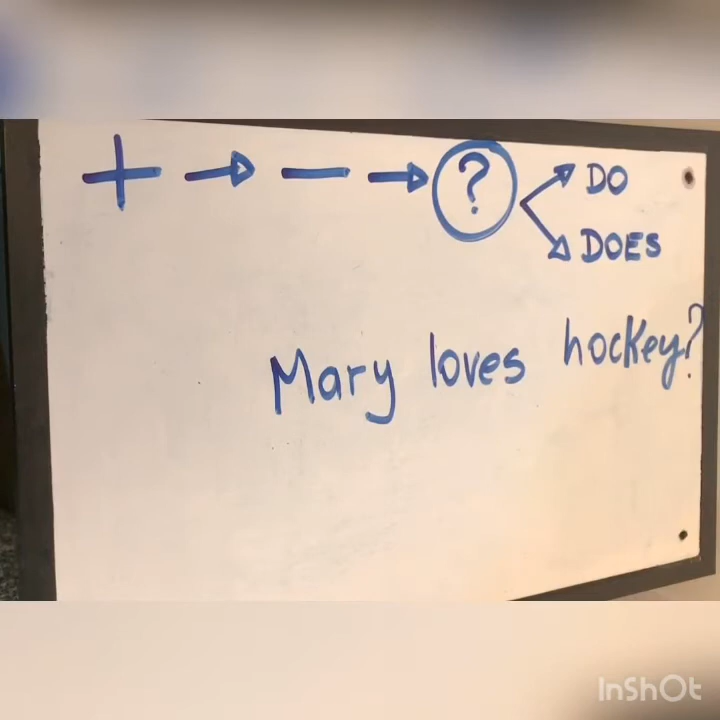 + → − → ? DO
DOES
Mary loves hockey?
InShOt